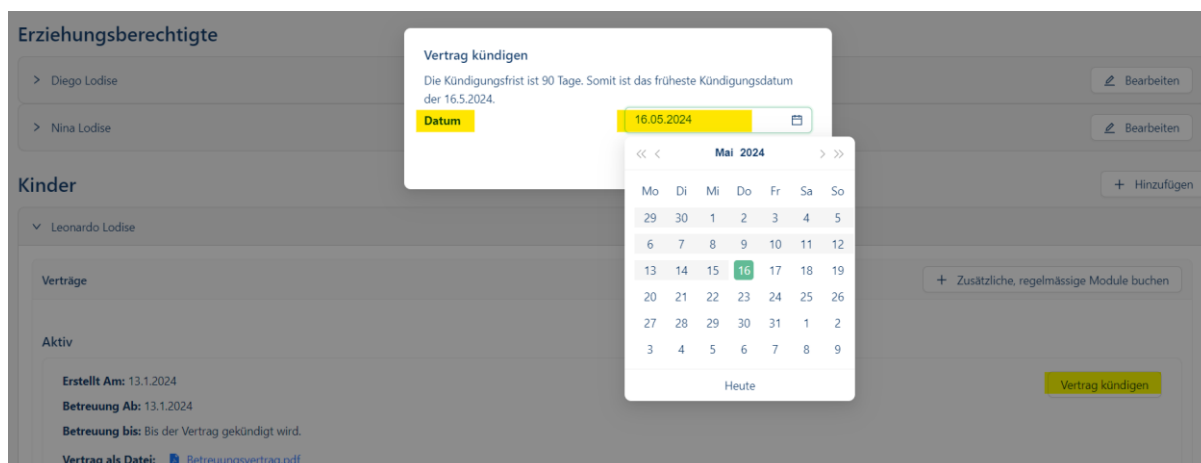 Erziehungsberechtigte
> Diego Lodise
Bearbeiten
> Nina Lodise
Bearbeiten
Vertrag kündigen
Die Kündigungsfrist ist 90 Tage. Somit ist das früheste Kündigungsdatum
der 16.5.2024.
Datum
16.05.2024
« < Mai 2024 > »
Mo Di Mi Do Fr Sa So
29 30 1 2 3 4 5
6 7 8 9 10 11 12
13 14 15 16 17 18 19
20 21 22 23 24 25 26
27 28 29 30 31 1 2
3 4 5 6 7 8 9
Heute
Kinder
+ Hinzufügen
Leonardo Lodise
Verträge
+ Zusätzliche, regelmässige Module buchen
Aktiv
Erstellt Am: 13.1.2024
Vertrag kündigen
Betreuung Ab: 13.1.2024
Betreuung bis: Bis der Vertrag gekündigt wird.
Vertrag als Datei: Betreuungsvertrag.pdf